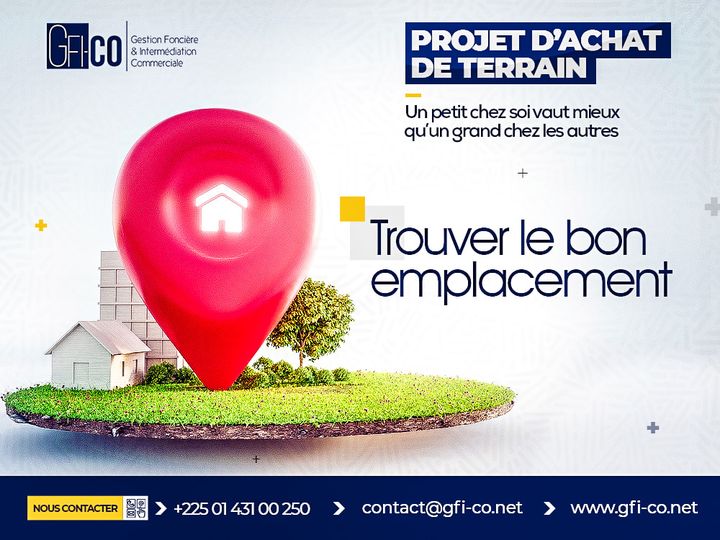 GFI-CO
Gestion Foncière
& Intermédiation
Commerciale
PROJET D'ACHAT
DE TERRAIN
Un petit chez soi vaut mieux
qu'un grand chez les autres
Trouver le bon
emplacement
NOUS CONTACTER
+225 01 431 00 250
contact@gfi-co.net
www.gfi-co.net